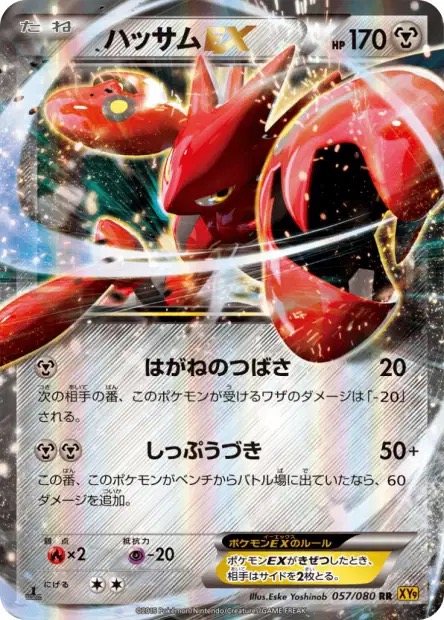 たね ハッサムEX HP 170
はがねのつばさ 20
次の相手の番、このポケモンが受けるワザのダメージは「-20」
される。
しっぷうづき 50+
この番、このポケモンがベンチからバトル場に出ていたなら、60
ダメージを追加。
弱点 抵抗力
×2 -20
にげる
ポケモンEXのルール
ポケモンEXがきぜつしたとき、
相手はサイドを2枚とる。
Illus.Eske Yoshinob 057/080 RR XY9
©2015 Pokémon/Nintendo/Creatures/GAME FREAK.